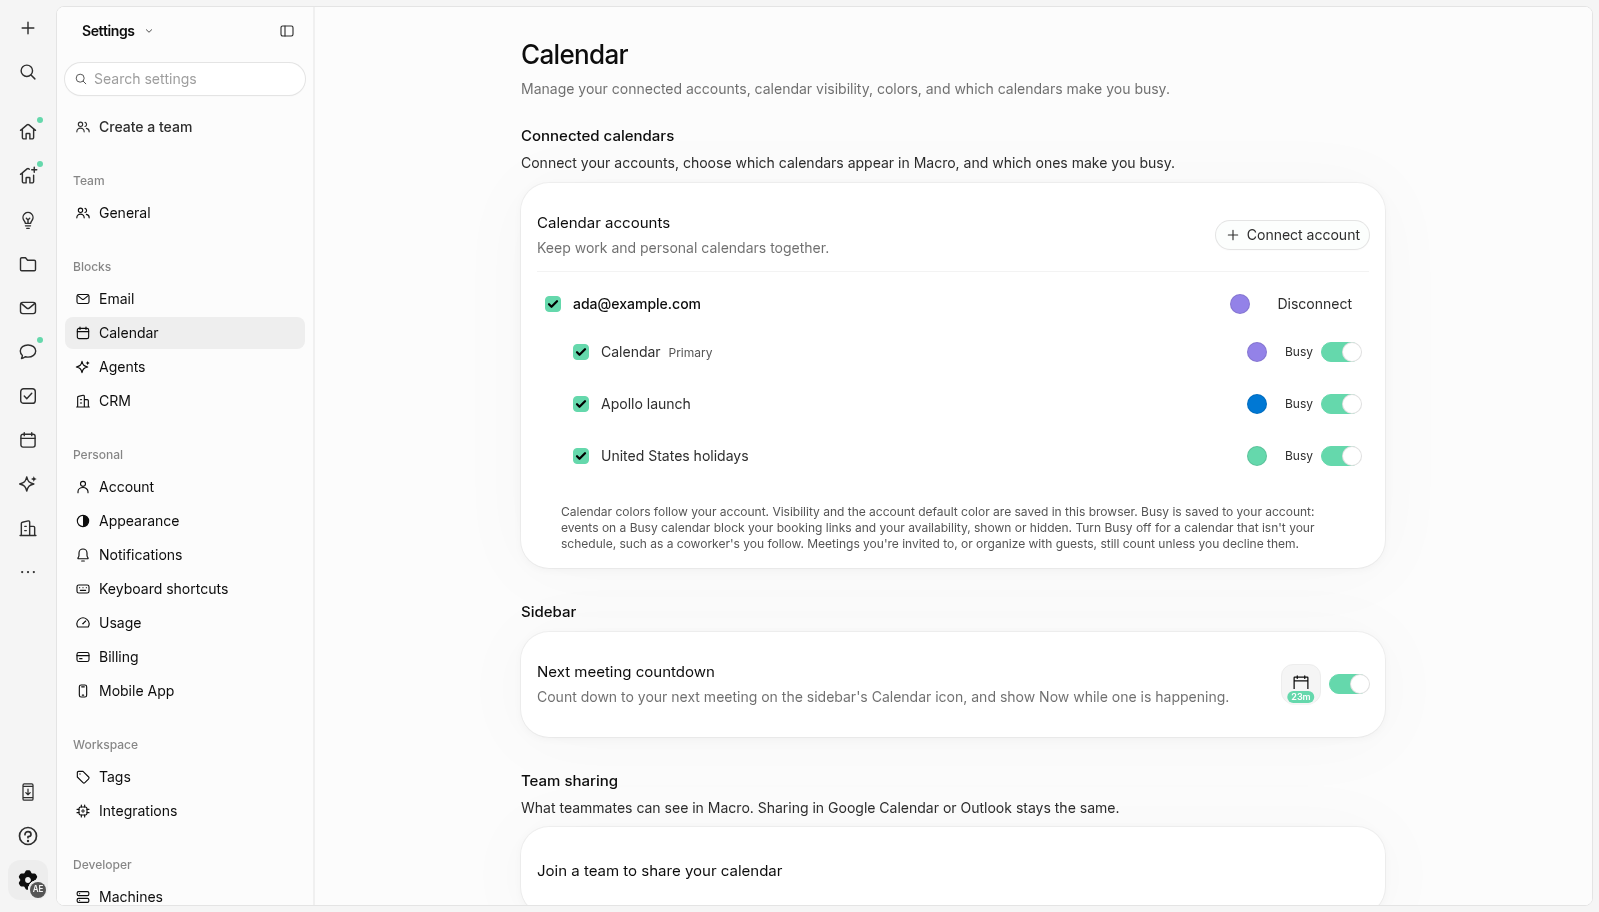 Settings
Search settings
Create a team
Team
General
Blocks
Email
Calendar
Agents
CRM
Personal
Account
Appearance
Notifications
Keyboard shortcuts
Usage
Billing
Mobile App
Workspace
Tags
Integrations
Developer
Machines
AE
Calendar
Manage your connected accounts, calendar visibility, colors, and which calendars make you busy.
Connected calendars
Connect your accounts, choose which calendars appear in Macro, and which ones make you busy.
Calendar accounts
Keep work and personal calendars together.
Connect account
ada@example.com
Disconnect
Calendar Primary
Busy
Apollo launch
Busy
United States holidays
Busy
Calendar colors follow your account. Visibility and the account default color are saved in this browser. Busy is saved to your account:
events on a Busy calendar block your booking links and your availability, shown or hidden. Turn Busy off for a calendar that isn't your
schedule, such as a coworker's you follow. Meetings you're invited to, or organize with guests, still count unless you decline them.
Sidebar
Next meeting countdown
Count down to your next meeting on the sidebar's Calendar icon, and show Now while one is happening.
23m
Team sharing
What teammates can see in Macro. Sharing in Google Calendar or Outlook stays the same.
Join a team to share your calendar